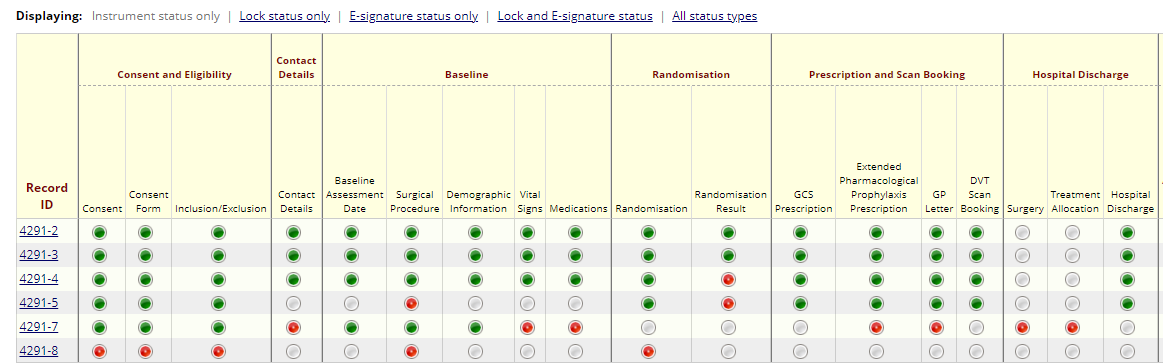 Displaying: Instrument status only | Lock status only | E-signature status only | Lock and E-signature status | All status types
Consent and Eligibility
Contact
Details
Baseline
Randomisation
Prescription and Scan Booking
Hospital Discharge
Record
ID
Consent
Consent
Form
Inclusion/Exclusion
Contact
Details
Baseline
Assessment
Date
Surgical
Procedure
Demographic
Information
Vital
Signs
Medications
Randomisation
Randomisation
Result
GCS
Prescription
Extended
Pharmacological
Prophylaxis
Prescription
GP
Letter
DVT
Scan
Booking
Surgery
Treatment
Allocation
Hospital
Discharge
4291-2
4291-3
4291-4
4291-5
4291-7
4291-8